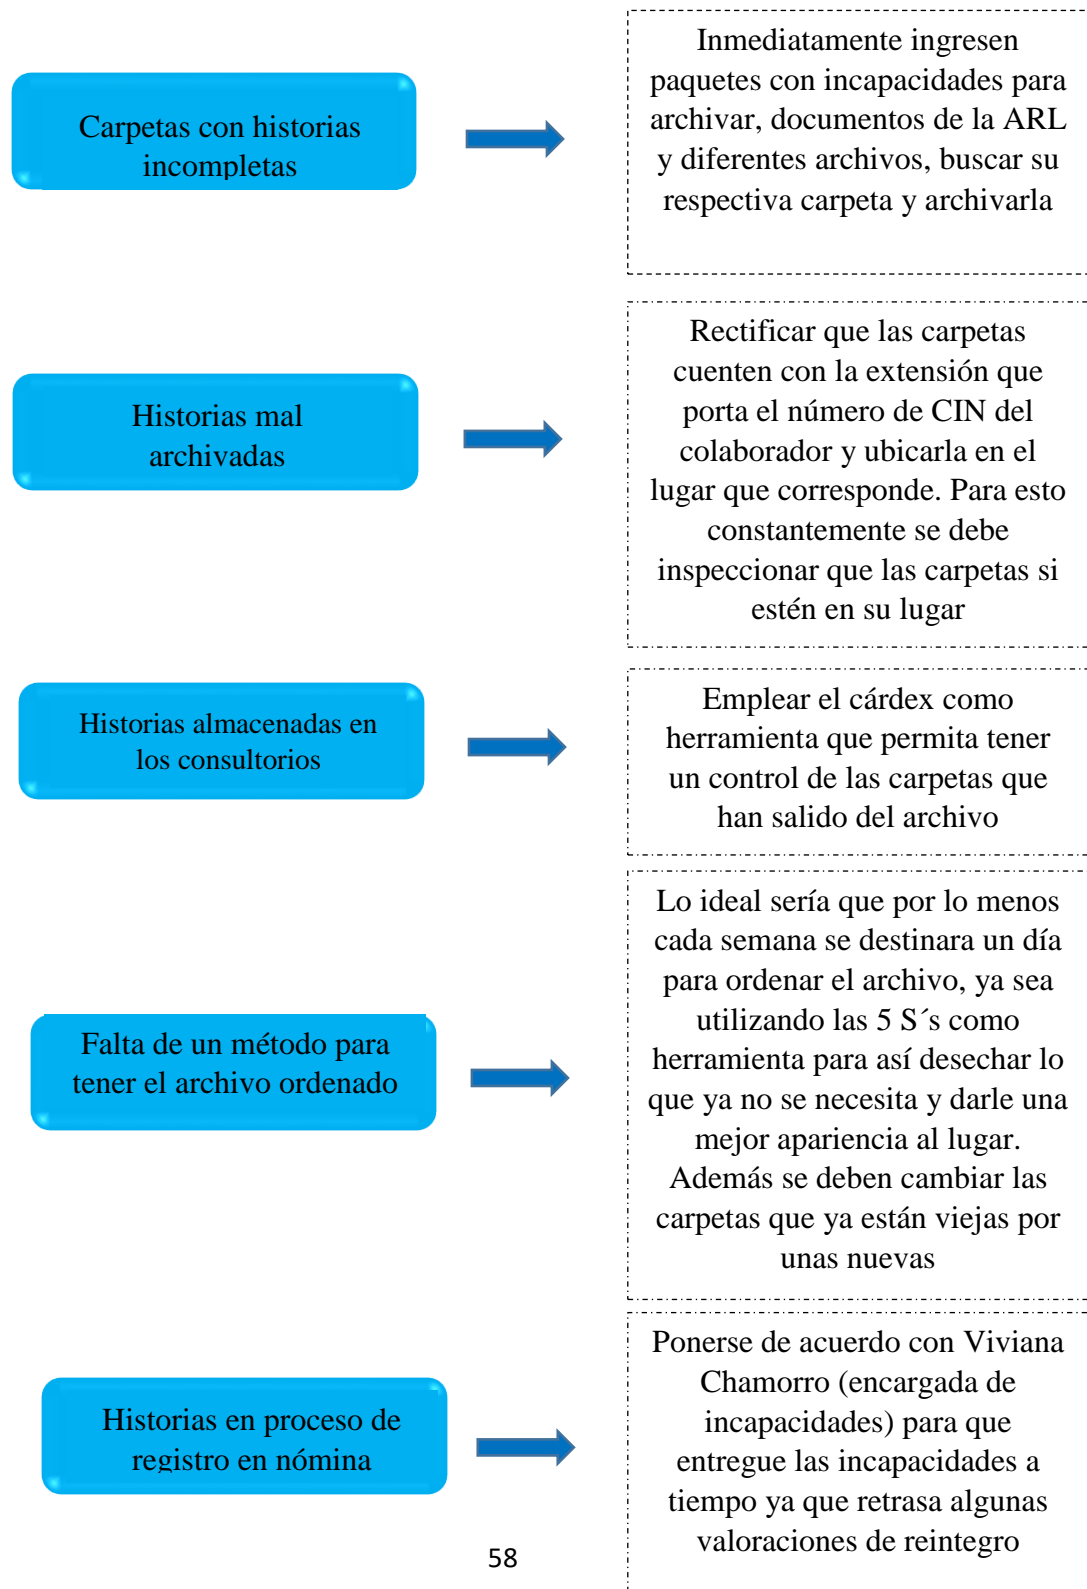 Carpetas con historias
incompletas
Inmediatamente ingresen
paquetes con incapacidades para
archivar, documentos de la ARL
y diferentes archivos, buscar su
respectiva carpeta y archivarla
Historias mal
archivadas
Rectificar que las carpetas
cuenten con la extensión que
porta el número de CIN del
colaborador y ubicarla en el
lugar que corresponde. Para esto
constantemente se debe
inspeccionar que las carpetas si
estén en su lugar
Historias almacenadas en
los consultorios
Emplear el cárdex como
herramienta que permita tener
un control de las carpetas que
han salido del archivo
Falta de un método para
tener el archivo ordenado
Lo ideal sería que por lo menos
cada semana se destinara un día
para ordenar el archivo, ya sea
utilizando las 5 S´s como
herramienta para así desechar lo
que ya no se necesita y darle una
mejor apariencia al lugar.
Además se deben cambiar las
carpetas que ya están viejas por
unas nuevas
Historias en proceso de
registro en nómina
Ponerse de acuerdo con Viviana
Chamorro (encargada de
incapacidades) para que
entregue las incapacidades a
tiempo ya que retrasa algunas
valoraciones de reintegro
58